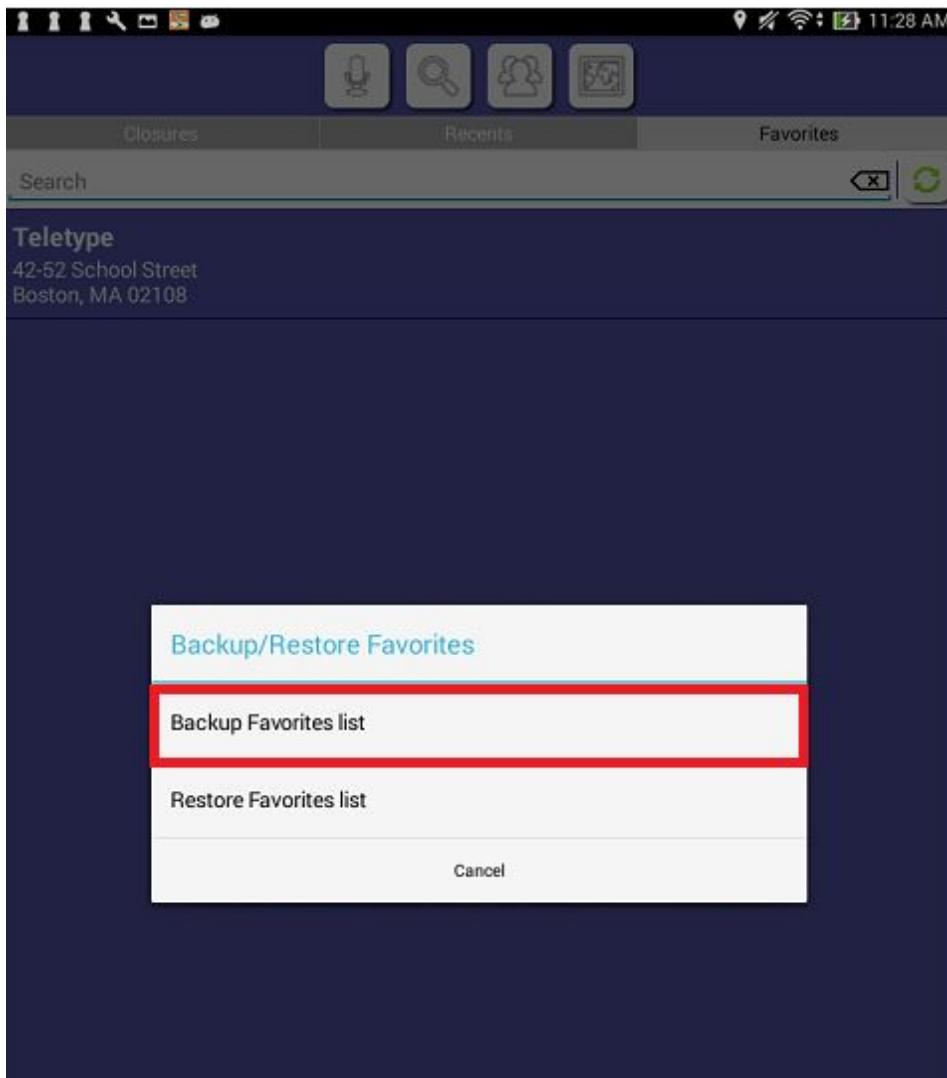 11:28 AM
Closures Recents Favorites
Search
Teletype
42-52 School Street
Boston, MA 02108
Backup/Restore Favorites
Backup Favorites list
Restore Favorites list
Cancel